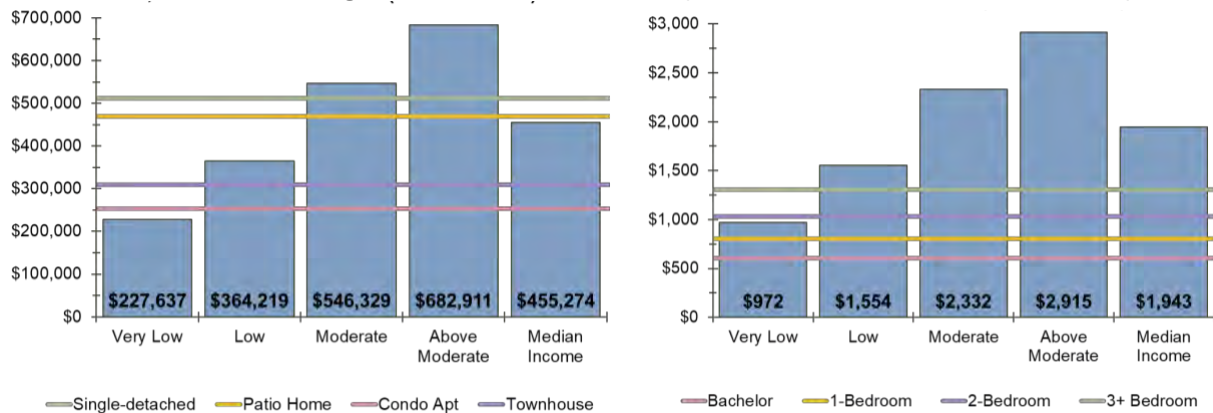 $700,000
$600,000
$500,000
$400,000
$300,000
$200,000
$100,000
$0
$227,637 $364,219 $546,329 $682,911 $455,274
Very Low Low Moderate Above Moderate Median Income
Single-detached Patio Home Condo Apt Townhouse
$3,000
$2,500
$2,000
$1,500
$1,000
$500
$0
$972 $1,554 $2,332 $2,915 $1,943
Very Low Low Moderate Above Moderate Median Income
Bachelor 1-Bedroom 2-Bedroom 3+ Bedroom